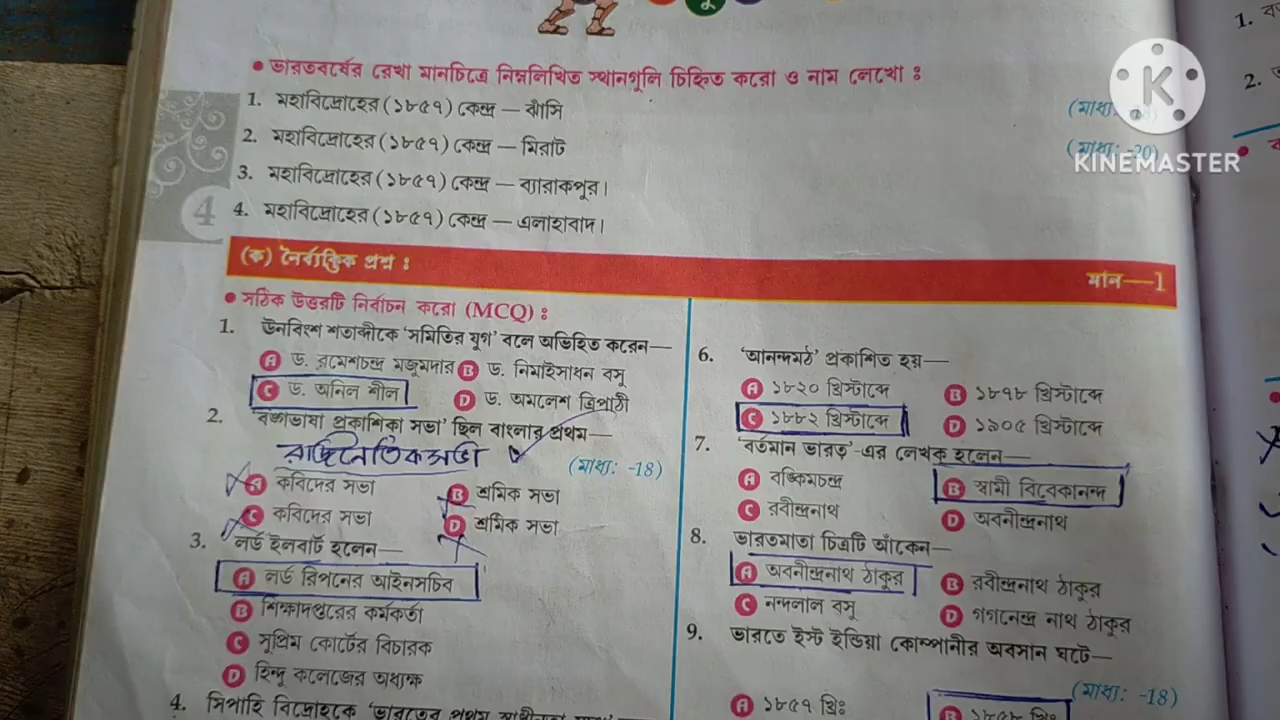 • ভারতবর্ষের রেখা মানচিত্রে নিম্নলিখিত স্থানগুলি চিহ্নিত করো ও নাম লেখো :
1. মহাবিদ্রোহের (১৮৫৭) কেন্দ্র — ঝাঁসি
(মাধ্য:
2. মহাবিদ্রোহের (১৮৫৭) কেন্দ্র — মিরাট
(মাধ্য: -20)
3. মহাবিদ্রোহের (১৮৫৭) কেন্দ্র — ব্যারাকপুর।
4. মহাবিদ্রোহের (১৮৫৭) কেন্দ্র — এলাহাবাদ।
K
KINEMASTER
4
(ক) নৈর্ব্যক্তিক প্রশ্ন : মান—1
• সঠিক উত্তরটি নির্বাচন করো (MCQ) :
1. ঊনবিংশ শতাব্দীকে 'সমিতির যুগ' বলে অভিহিত করেন—
A ড. রমেশচন্দ্র মজুমদার B ড. নিমাইসাধন বসু
C ড. অনিল শীল D ড. অমলেশ ত্রিপাঠী
2. 'বঙ্গভাষা প্রকাশিকা সভা' ছিল বাংলার প্রথম—
রাজনৈতিক সভা (মাধ্য: -18)
A কবিদের সভা B শ্রমিক সভা
C কবিদের সভা D শ্রমিক সভা
3. লর্ড ইলবার্ট হলেন—
A লর্ড রিপনের আইনসচিব
B শিক্ষাদপ্তরের কর্মকর্তা
C সুপ্রিম কোর্টের বিচারক
D হিন্দু কলেজের অধ্যক্ষ
4. সিপাহি বিদ্রোহকে 'ভারতের প্রথম
6. 'আনন্দমঠ' প্রকাশিত হয়—
A ১৮২০ খ্রিস্টাব্দে B ১৮৭৮ খ্রিস্টাব্দে
C ১৮৮২ খ্রিস্টাব্দে D ১৯০৫ খ্রিস্টাব্দে
7. 'বর্তমান ভারত'-এর লেখক হলেন—
A বঙ্কিমচন্দ্র B স্বামী বিবেকানন্দ
C রবীন্দ্রনাথ D অবনীন্দ্রনাথ
8. ভারতমাতা চিত্রটি আঁকেন—
A অবনীন্দ্রনাথ ঠাকুর B রবীন্দ্রনাথ ঠাকুর
C নন্দলাল বসু D গগনেন্দ্র নাথ ঠাকুর
9. ভারতে ইস্ট ইন্ডিয়া কোম্পানীর অবসান ঘটে—
(মাধ্য: -18)
A ১৮৫৭ খ্রিঃ B ১৮৫৮ খ্রিঃ
1.
2.